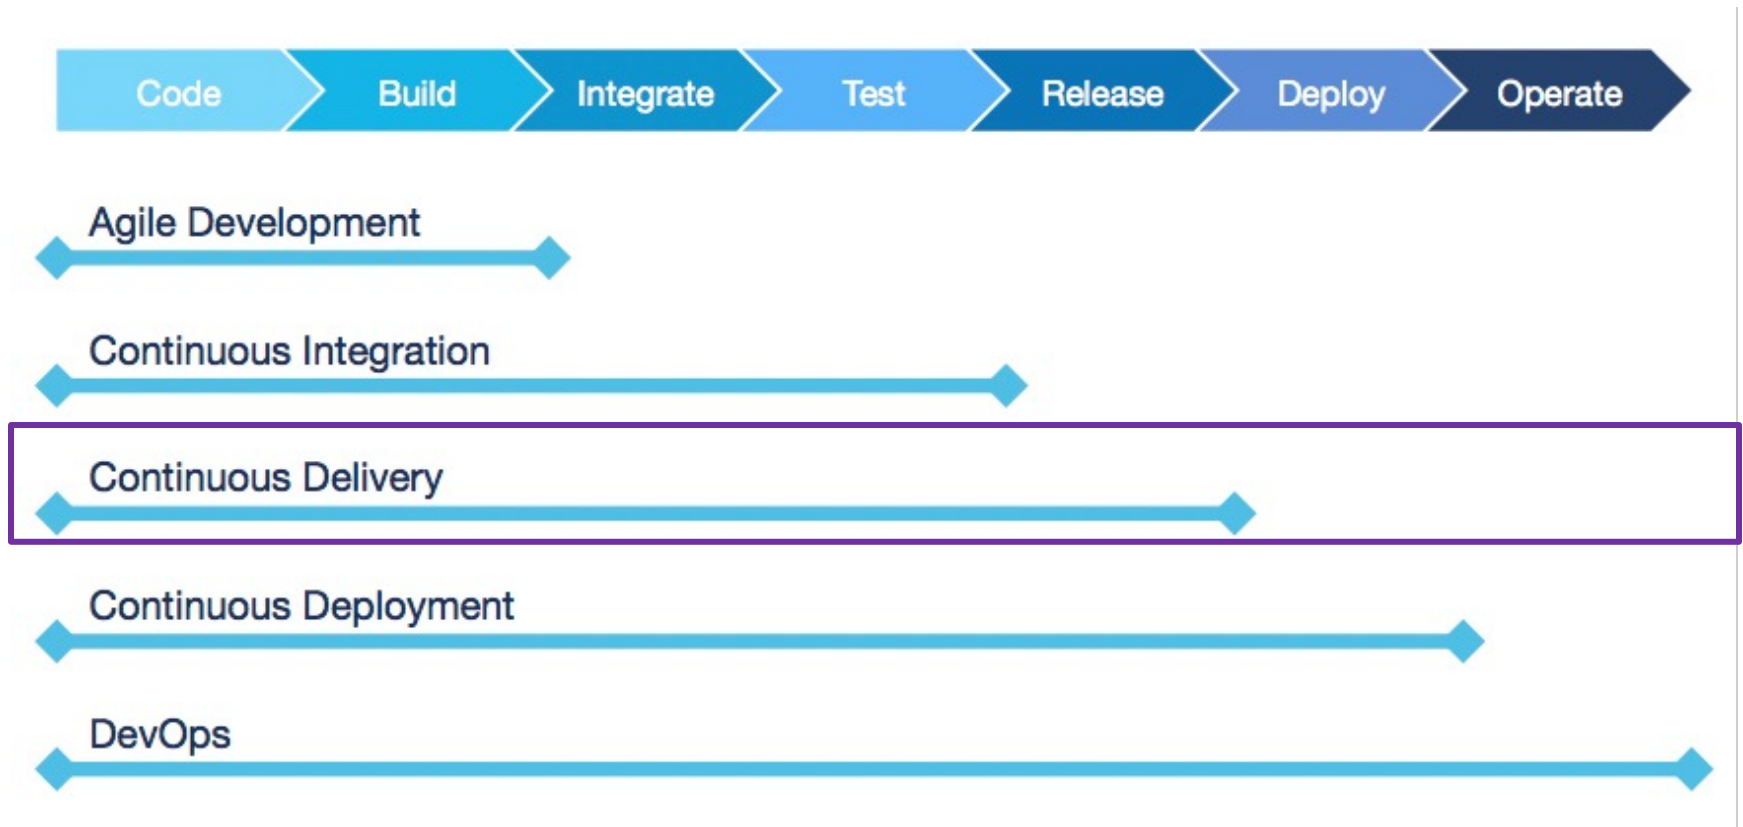 Code Build Integrate Test Release Deploy Operate
Agile Development
Continuous Integration
Continuous Delivery
Continuous Deployment
DevOps